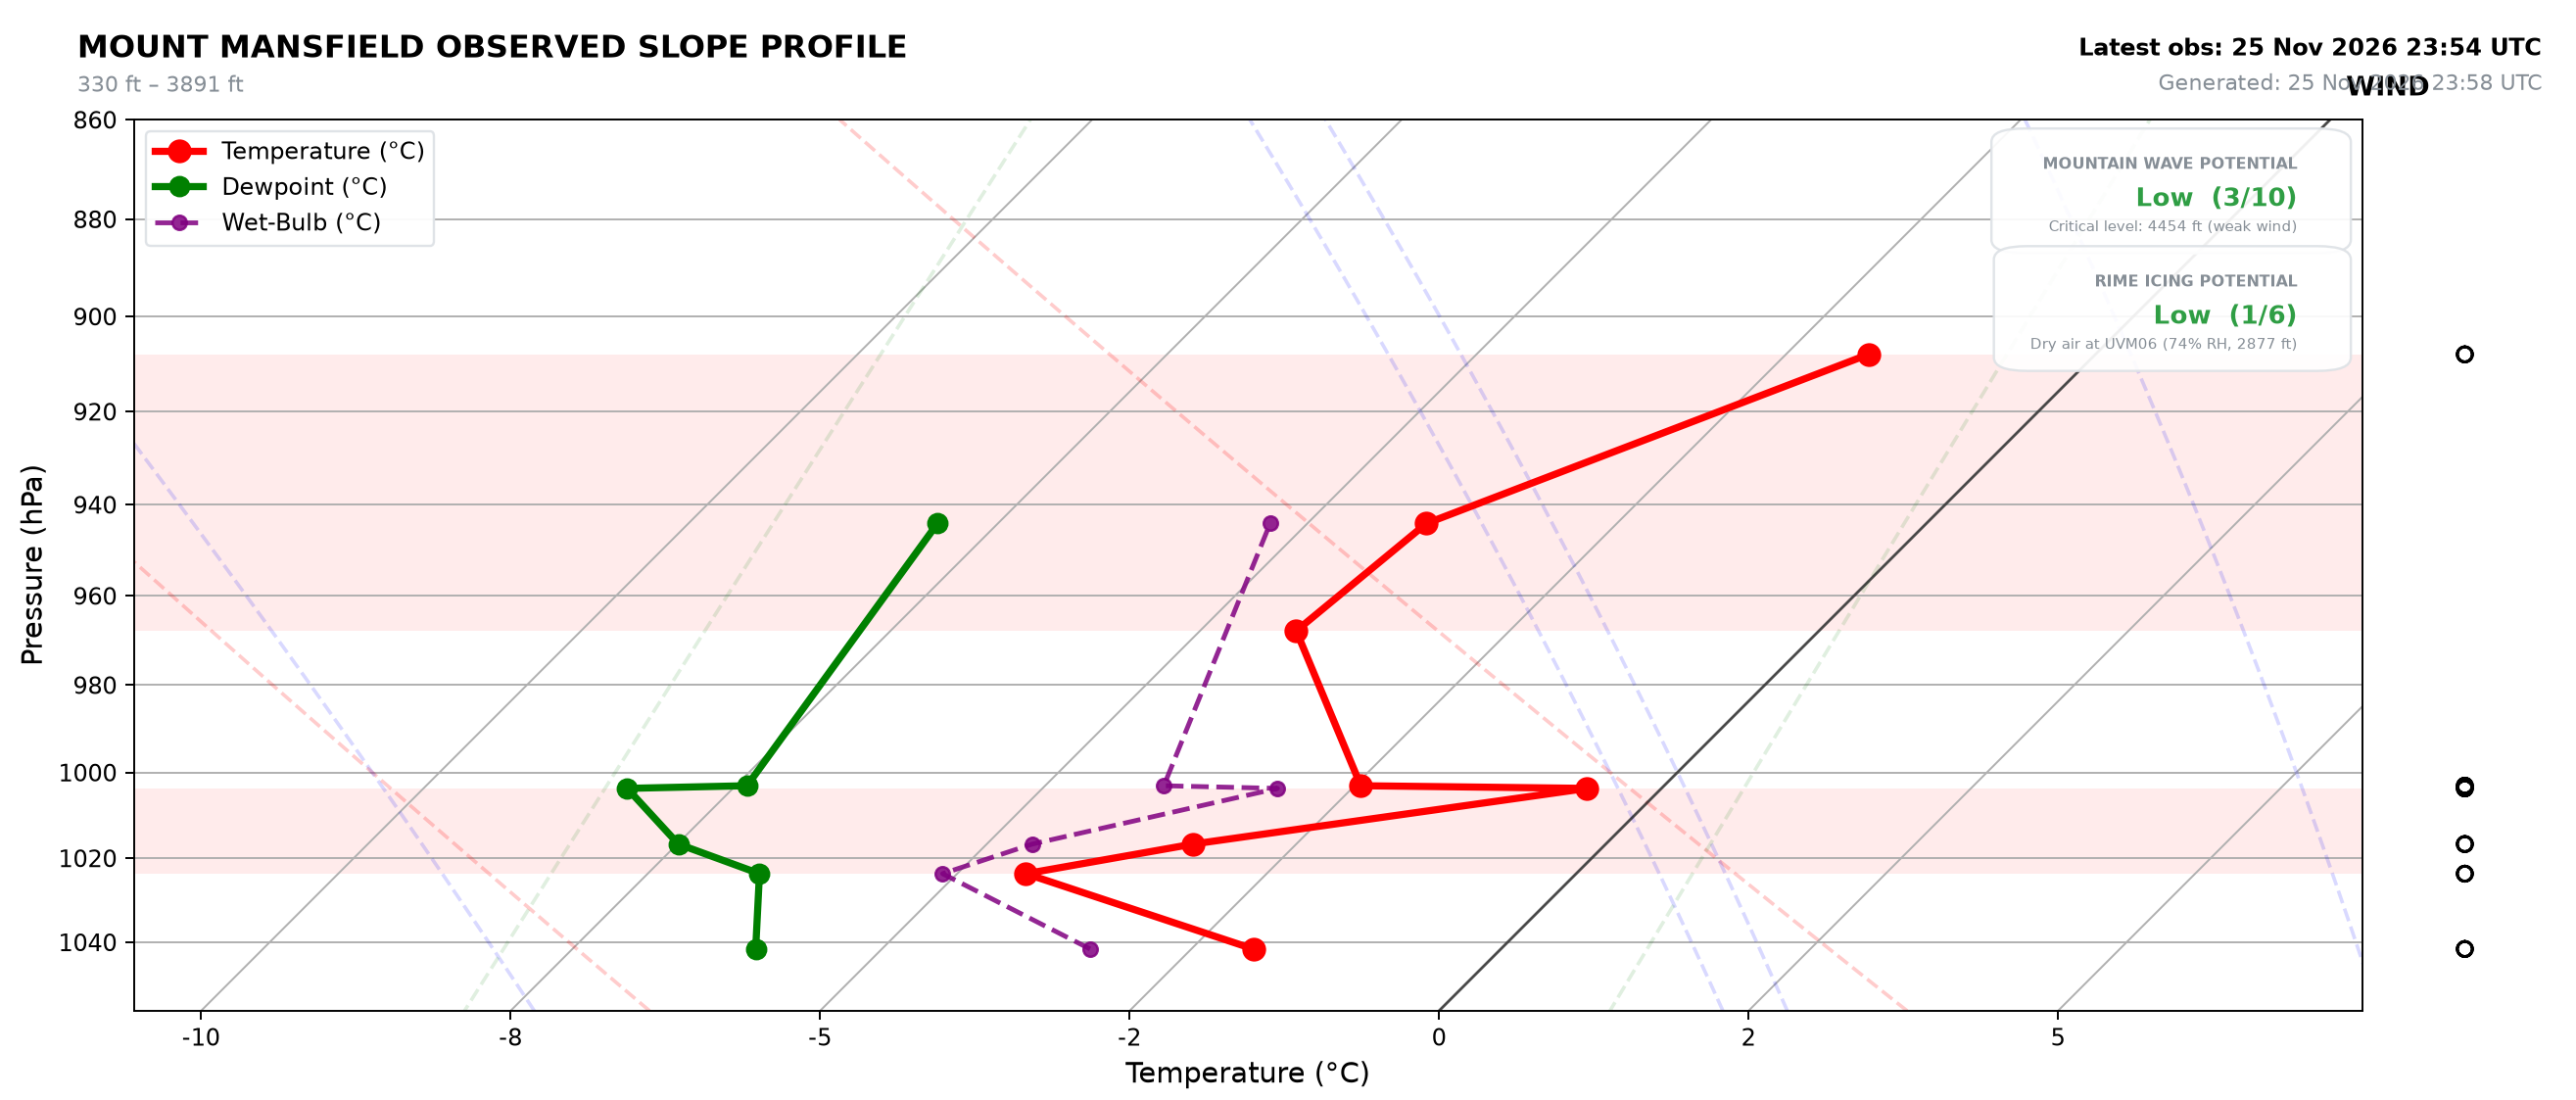 MOUNT MANSFIELD OBSERVED SLOPE PROFILE
330 ft – 3891 ft
Latest obs: 25 Nov 2026 23:54 UTC
Generated: 25 Nov 2026 23:58 UTC
WIND
Temperature (°C)
Dewpoint (°C)
Wet-Bulb (°C)
MOUNTAIN WAVE POTENTIAL
Low (3/10)
Critical level: 4454 ft (weak wind)
RIME ICING POTENTIAL
Low (1/6)
Dry air at UVM06 (74% RH, 2877 ft)
Pressure (hPa)
860
880
900
920
940
960
980
1000
1020
1040
-10 -8 -5 -2 0 2 5
Temperature (°C)